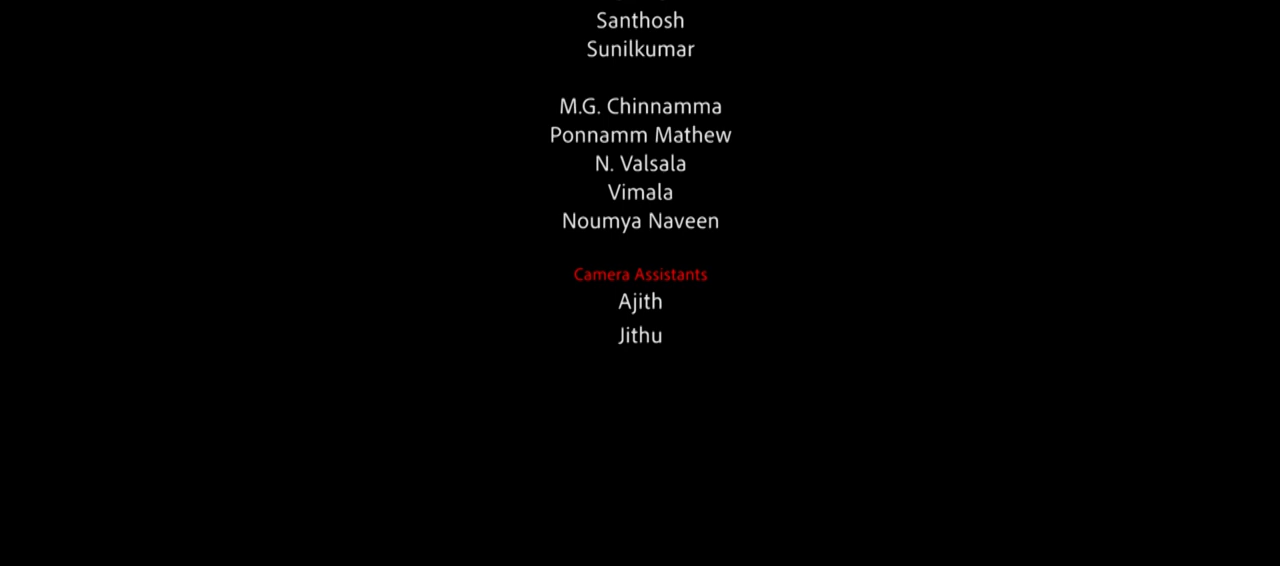 Santhosh
Sunilkumar
M.G. Chinnamma
Ponnamm Mathew
N. Valsala
Vimala
Noumya Naveen
Camera Assistants
Ajith
Jithu